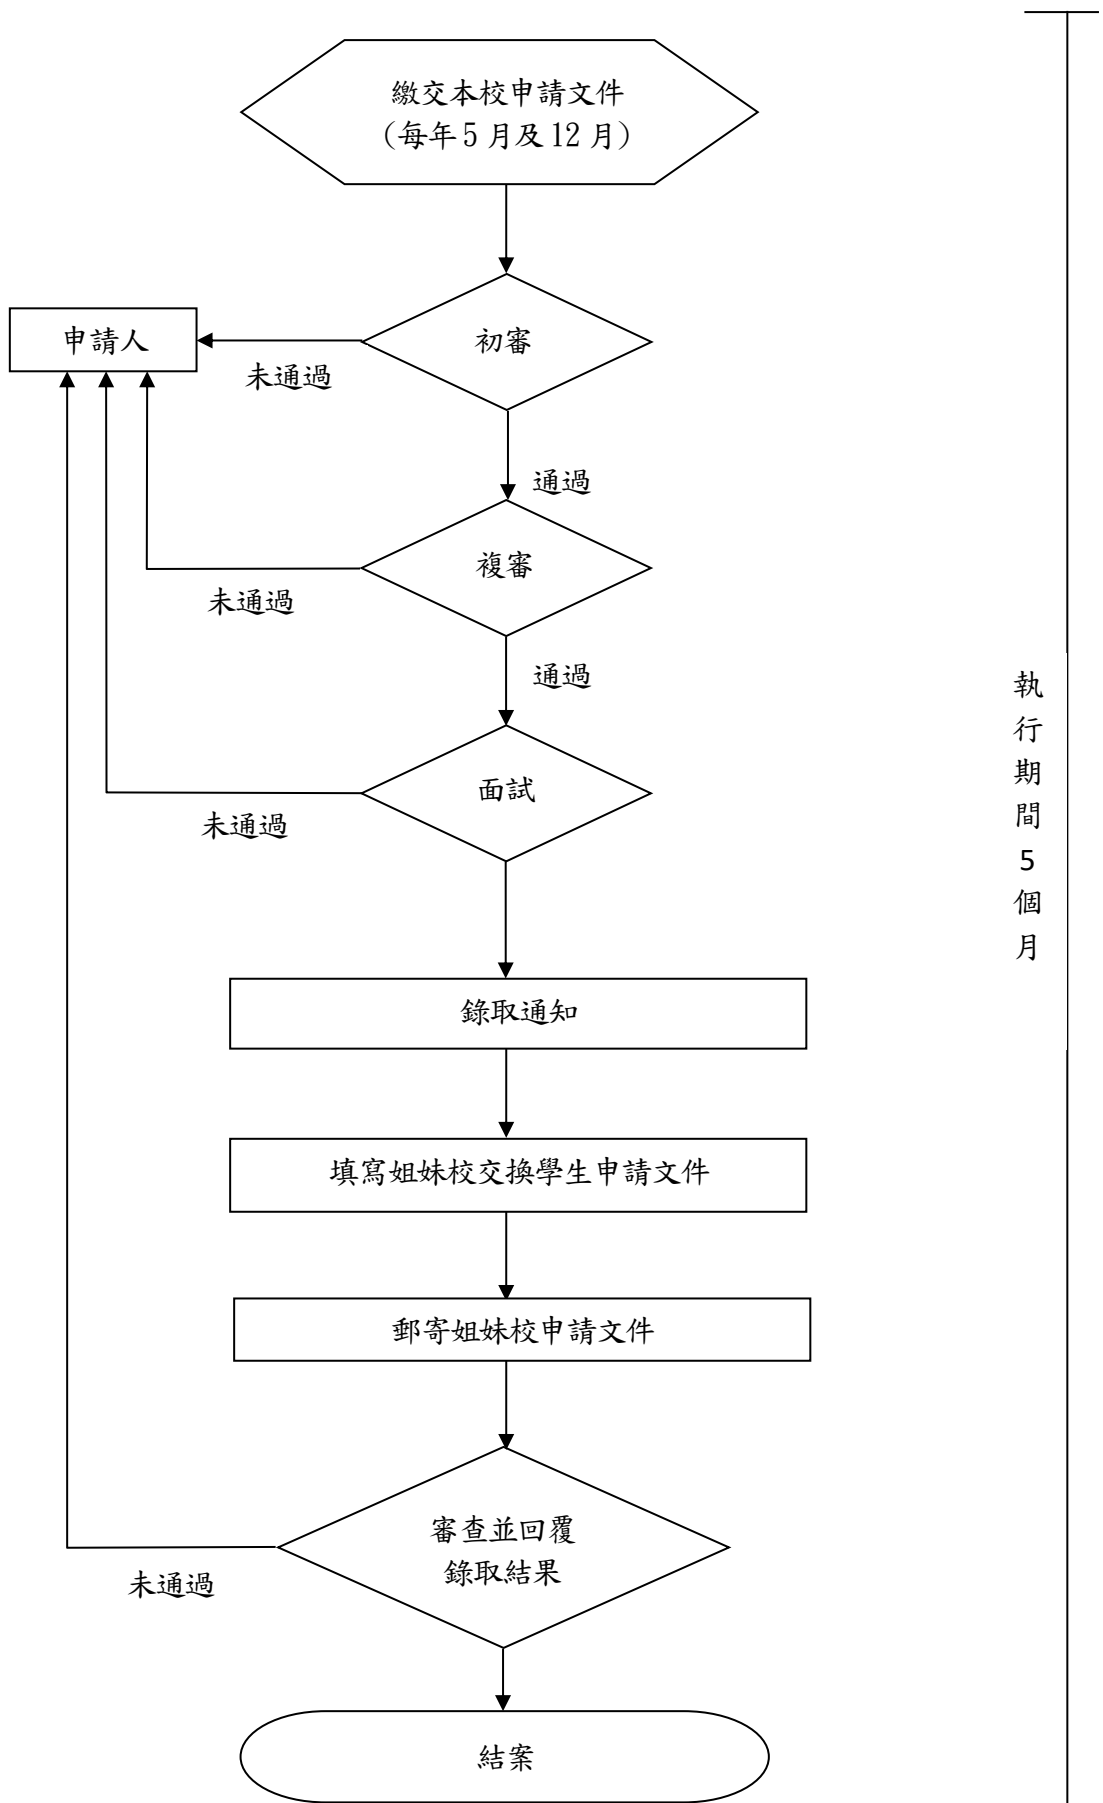 繳交本校申請文件
(每年5月及12月)
初審
申請人
未通過
通過
複審
未通過
通過
面試
未通過
執行期間5個月
錄取通知
填寫姐妹校交換學生申請文件
郵寄姐妹校申請文件
審查並回覆
錄取結果
未通過
結案